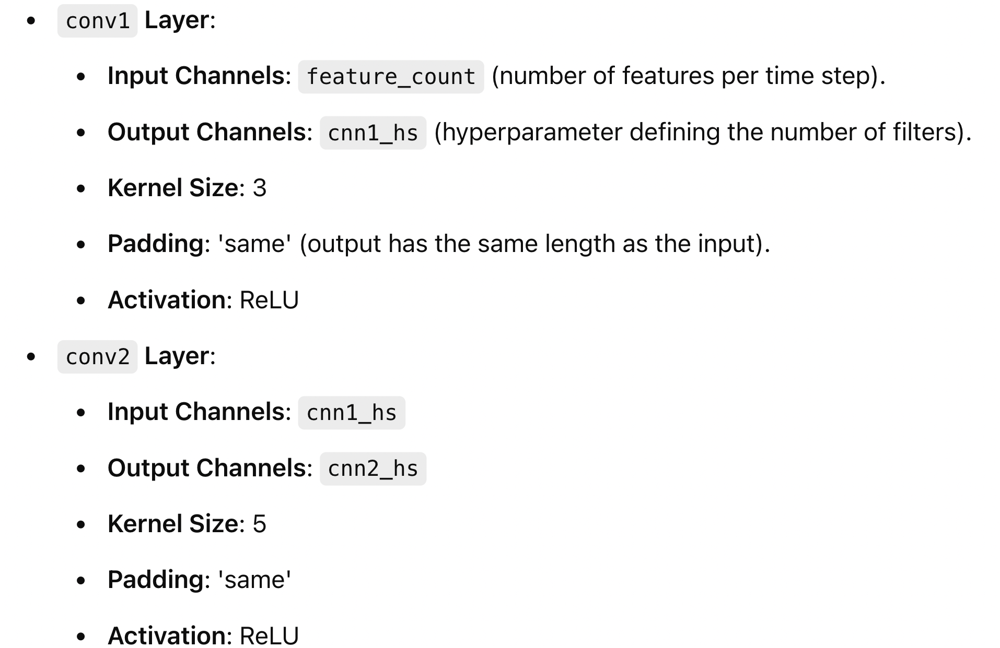 conv1 Layer:
Input Channels: feature_count (number of features per time step).
Output Channels: cnn1_hs (hyperparameter defining the number of filters).
Kernel Size: 3
Padding: 'same' (output has the same length as the input).
Activation: ReLU
conv2 Layer:
Input Channels: cnn1_hs
Output Channels: cnn2_hs
Kernel Size: 5
Padding: 'same'
Activation: ReLU